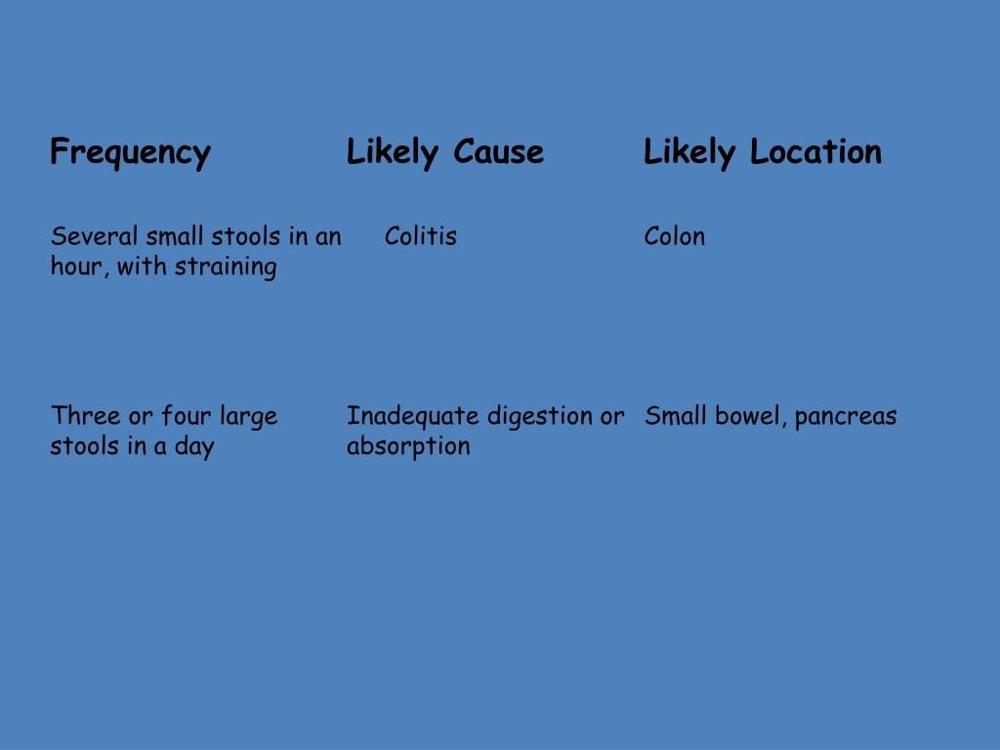 Frequency Likely Cause Likely Location
Several small stools in an Colitis Colon
hour, with straining
Three or four large Inadequate digestion or Small bowel, pancreas
stools in a day absorption